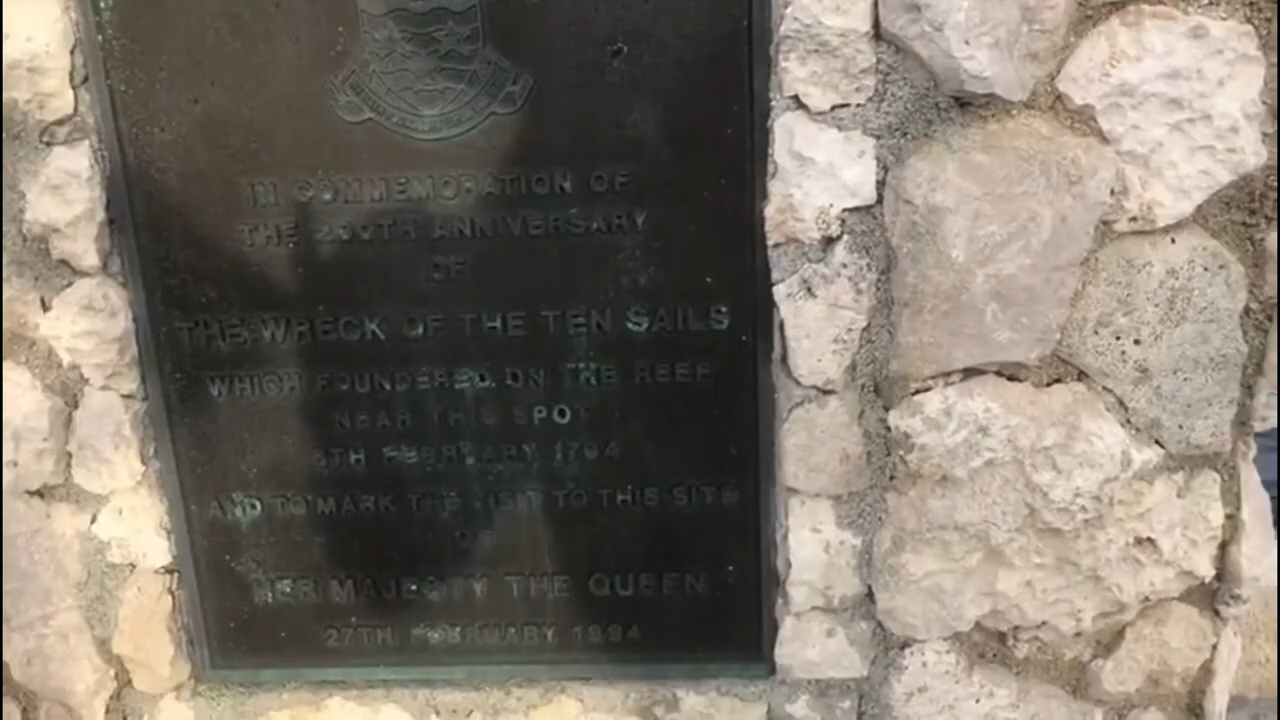 IN COMMEMORATION OF
THE 200TH ANNIVERSARY
OF
THE WRECK OF THE TEN SAILS
WHICH FOUNDERED ON THE REEF
NEAR THIS SPOT
8TH FEBRUARY 1794
AND TO MARK THE VISIT TO THIS SITE
OF
HER MAJESTY THE QUEEN
27TH FEBRUARY 1994